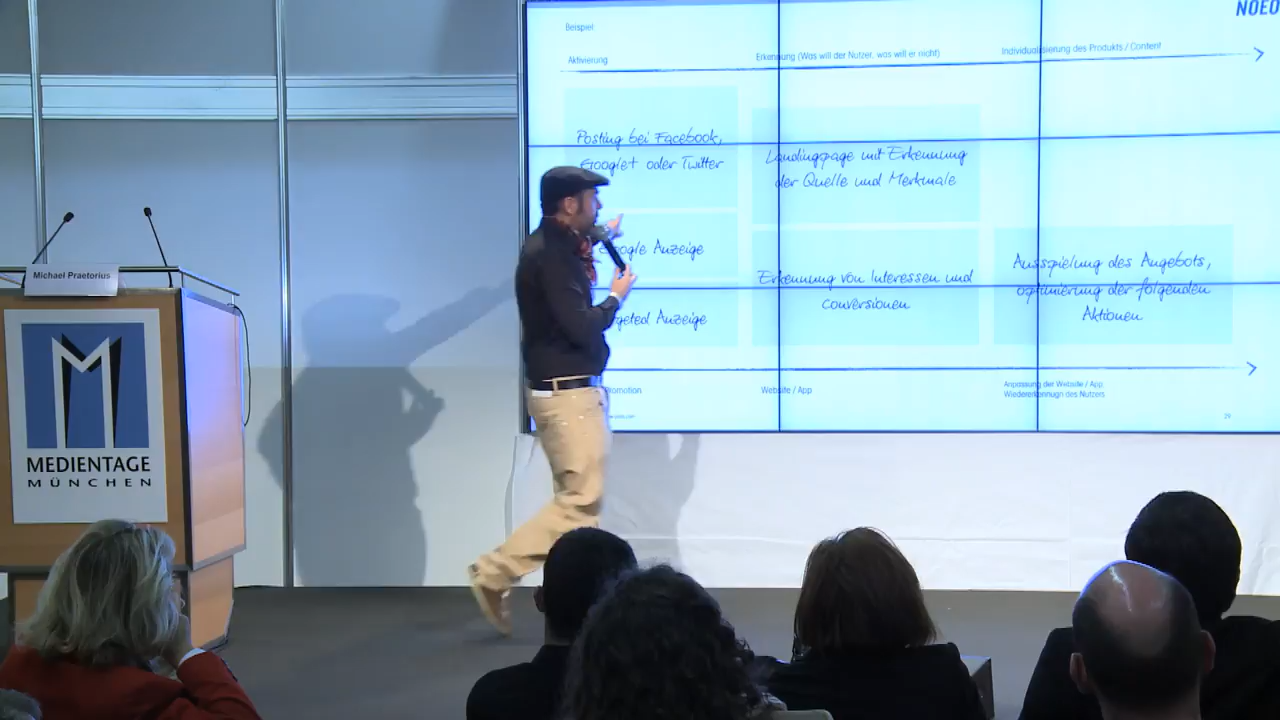 NOEO
Beispiel
Aktivierung
Erkennung (Was will der Nutzer, was will er nicht)
Individualisierung des Produkts / Content
Posting bei Facebook,
Google+ oder Twitter
Landingpage mit Erkennung
der Quelle und Merkmale
oogle Anzeige
Erkennung von Interessen und
conversionen
Ausspielung des Angebots,
optimierung der folgenden
Aktionen
geted Anzeige
romotion
Website / App
Anpassung der Website / App,
Wiedererkennugn des Nutzers
29
Michael Praetorius
M
MEDIENTAGE
MÜNCHEN